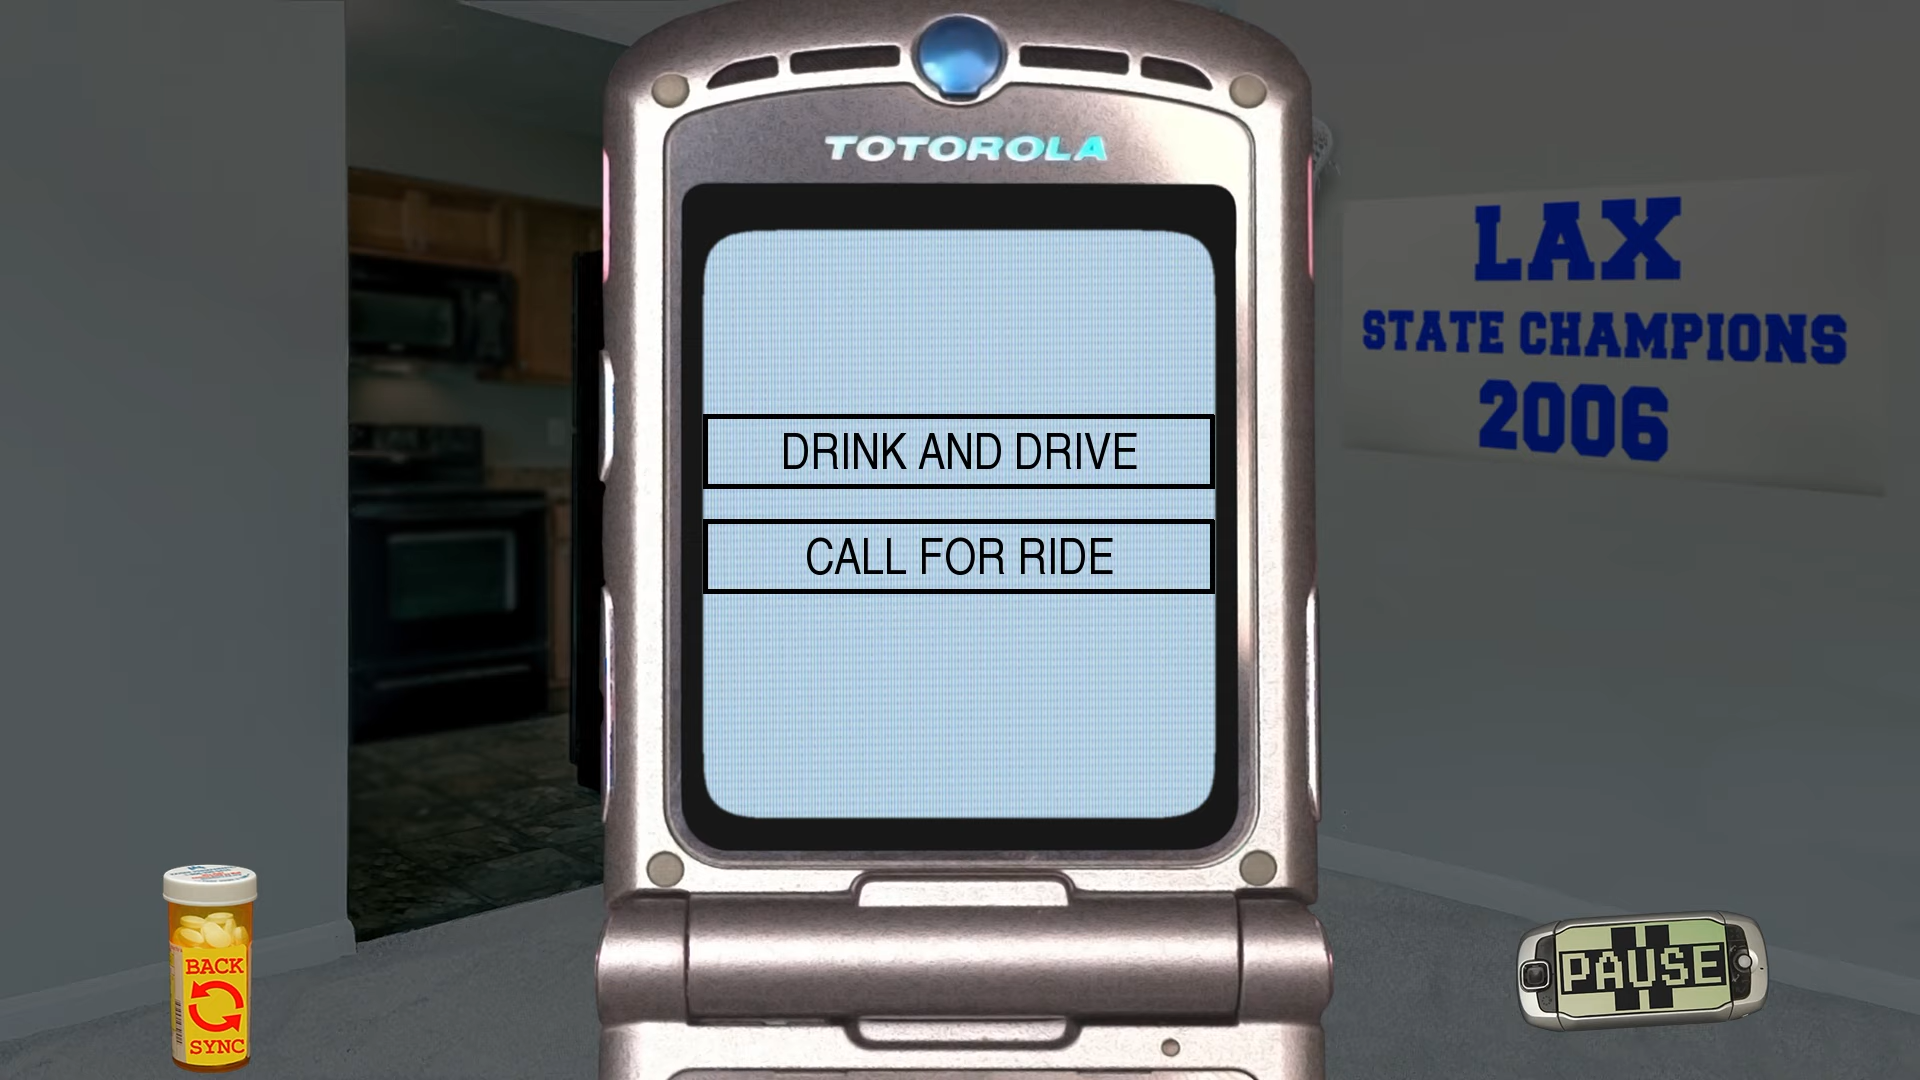 TOTOROLA
LAX
STATE CHAMPIONS
2006
DRINK AND DRIVE
CALL FOR RIDE
BACK
SYNC
PAUSE